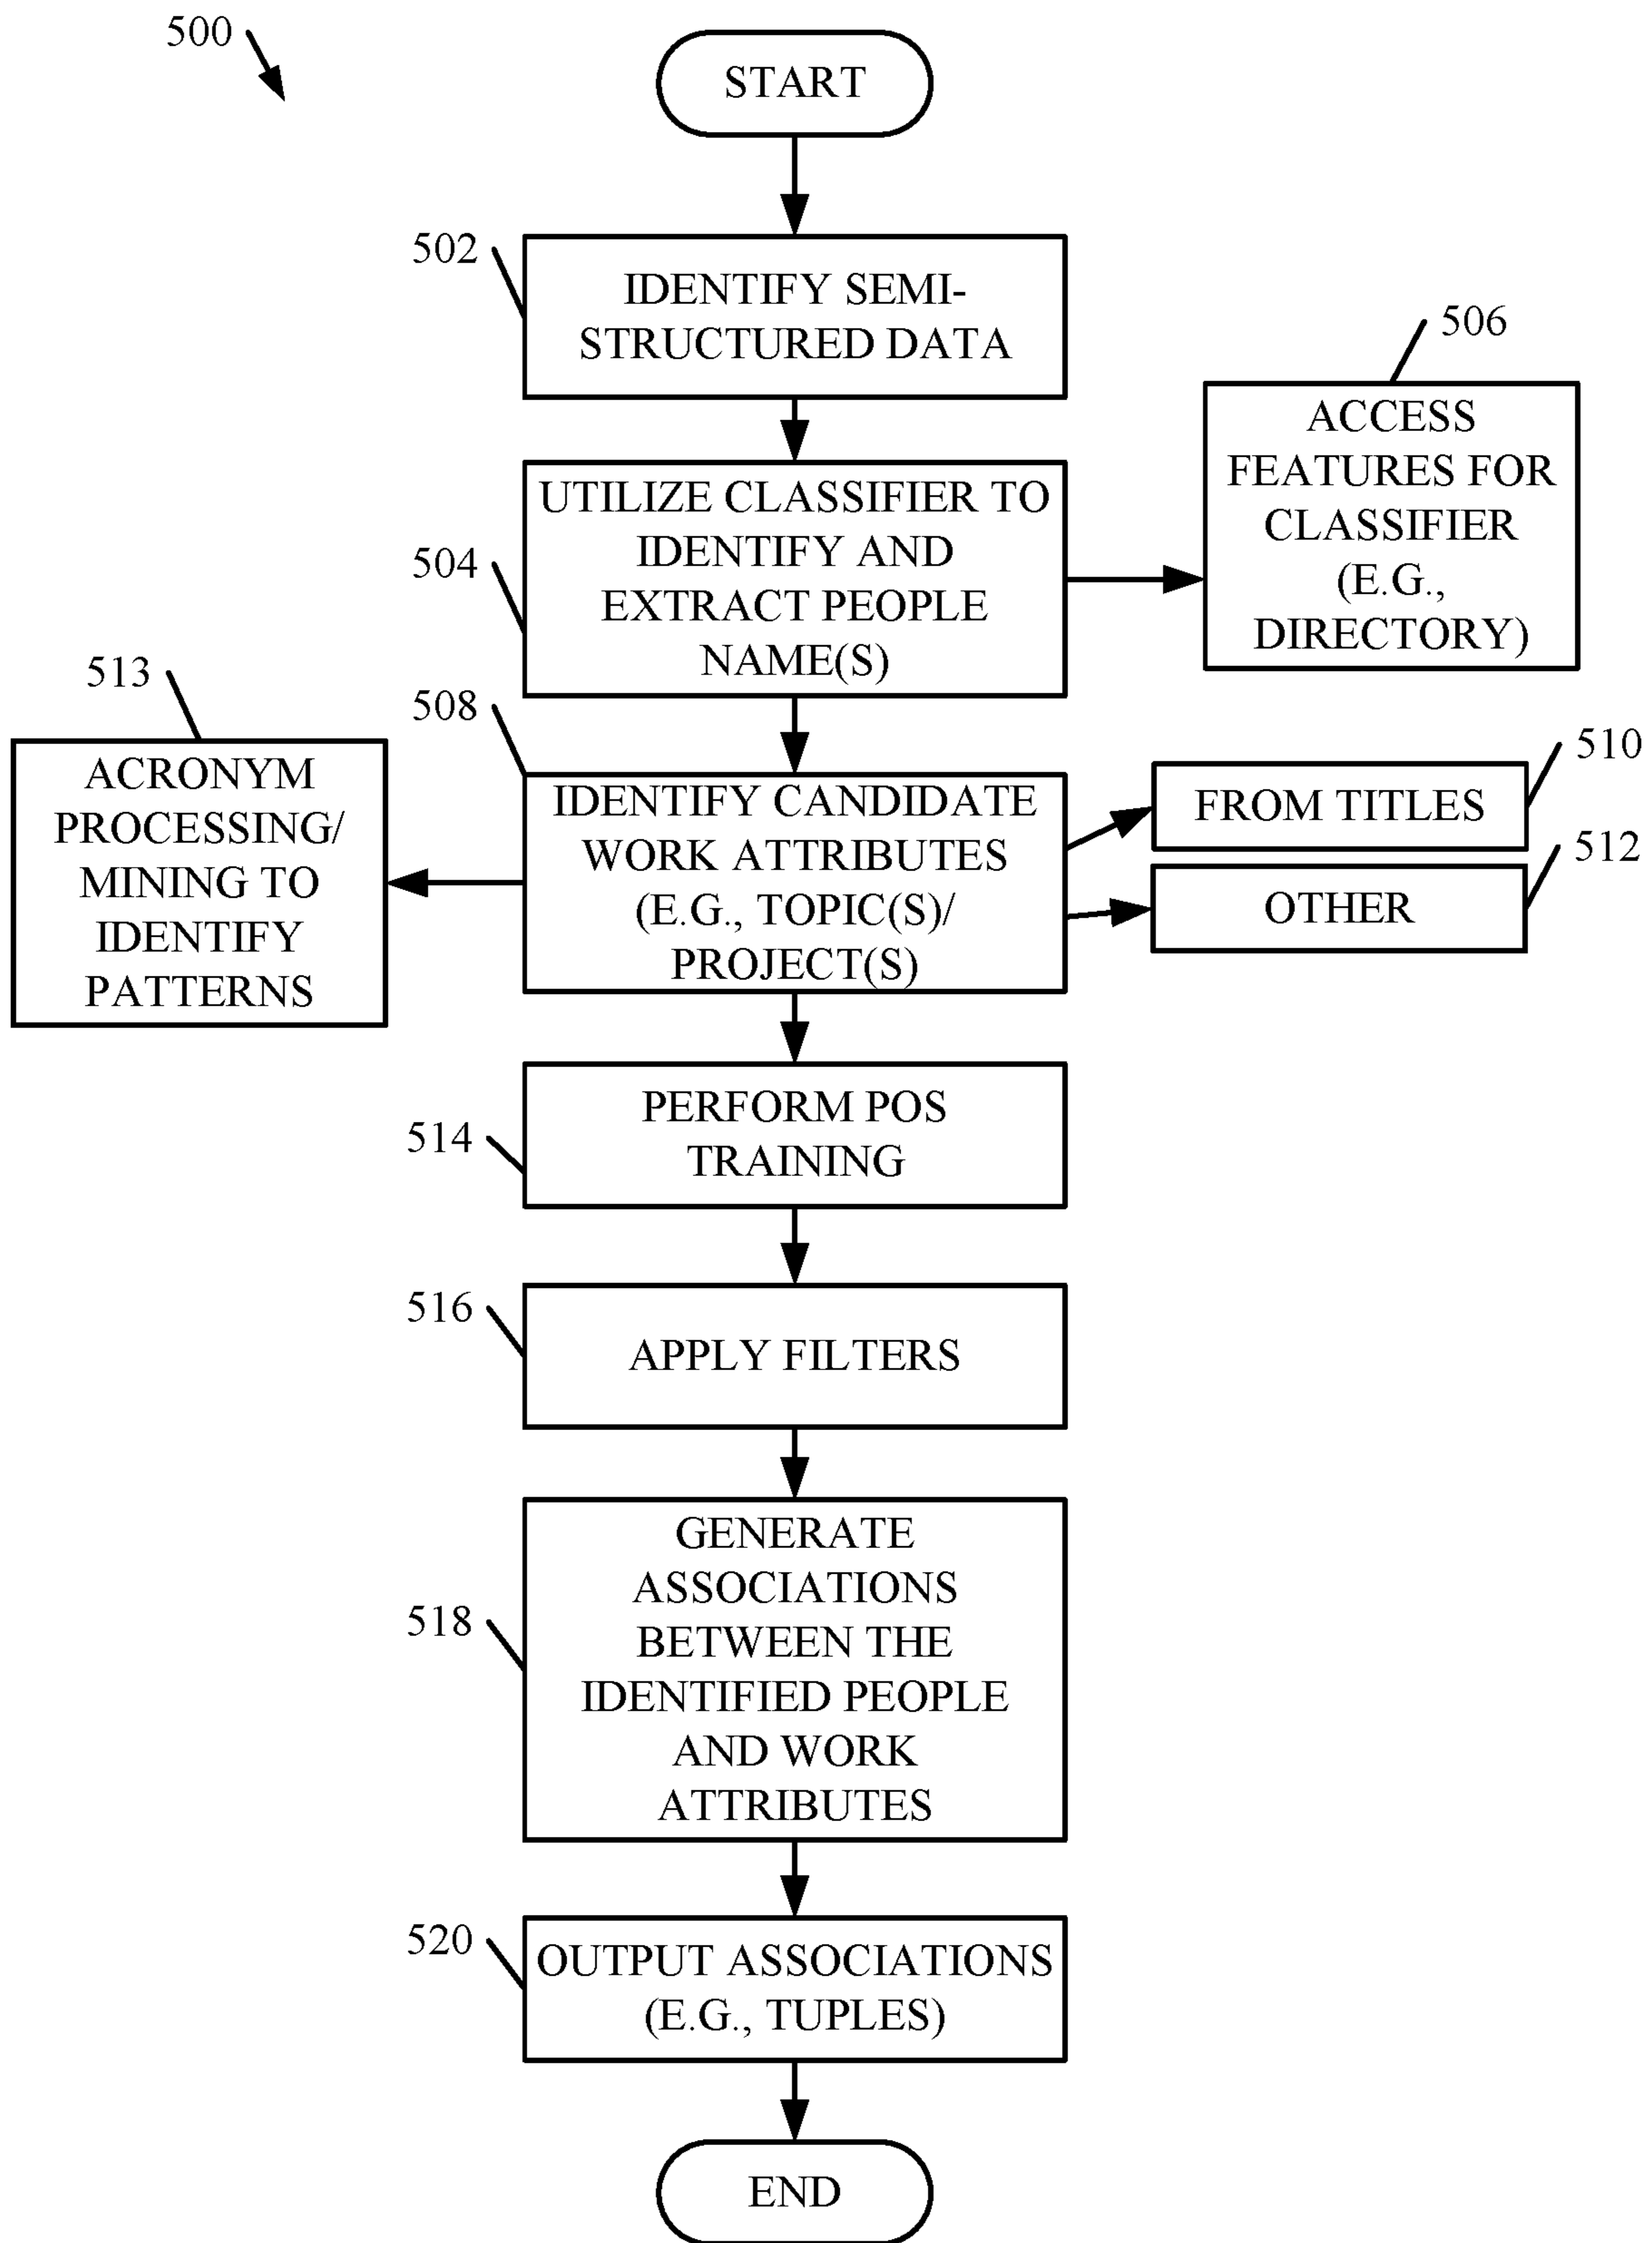 500
START
502
IDENTIFY SEMI-
STRUCTURED DATA
506
ACCESS
FEATURES FOR
CLASSIFIER
(E.G.,
DIRECTORY)
504
UTILIZE CLASSIFIER TO
IDENTIFY AND
EXTRACT PEOPLE
NAME(S)
513
ACRONYM
PROCESSING/
MINING TO
IDENTIFY
PATTERNS
508
IDENTIFY CANDIDATE
WORK ATTRIBUTES
(E.G., TOPIC(S)/
PROJECT(S)
510
FROM TITLES
512
OTHER
514
PERFORM POS
TRAINING
516
APPLY FILTERS
518
GENERATE
ASSOCIATIONS
BETWEEN THE
IDENTIFIED PEOPLE
AND WORK
ATTRIBUTES
520
OUTPUT ASSOCIATIONS
(E.G., TUPLES)
END